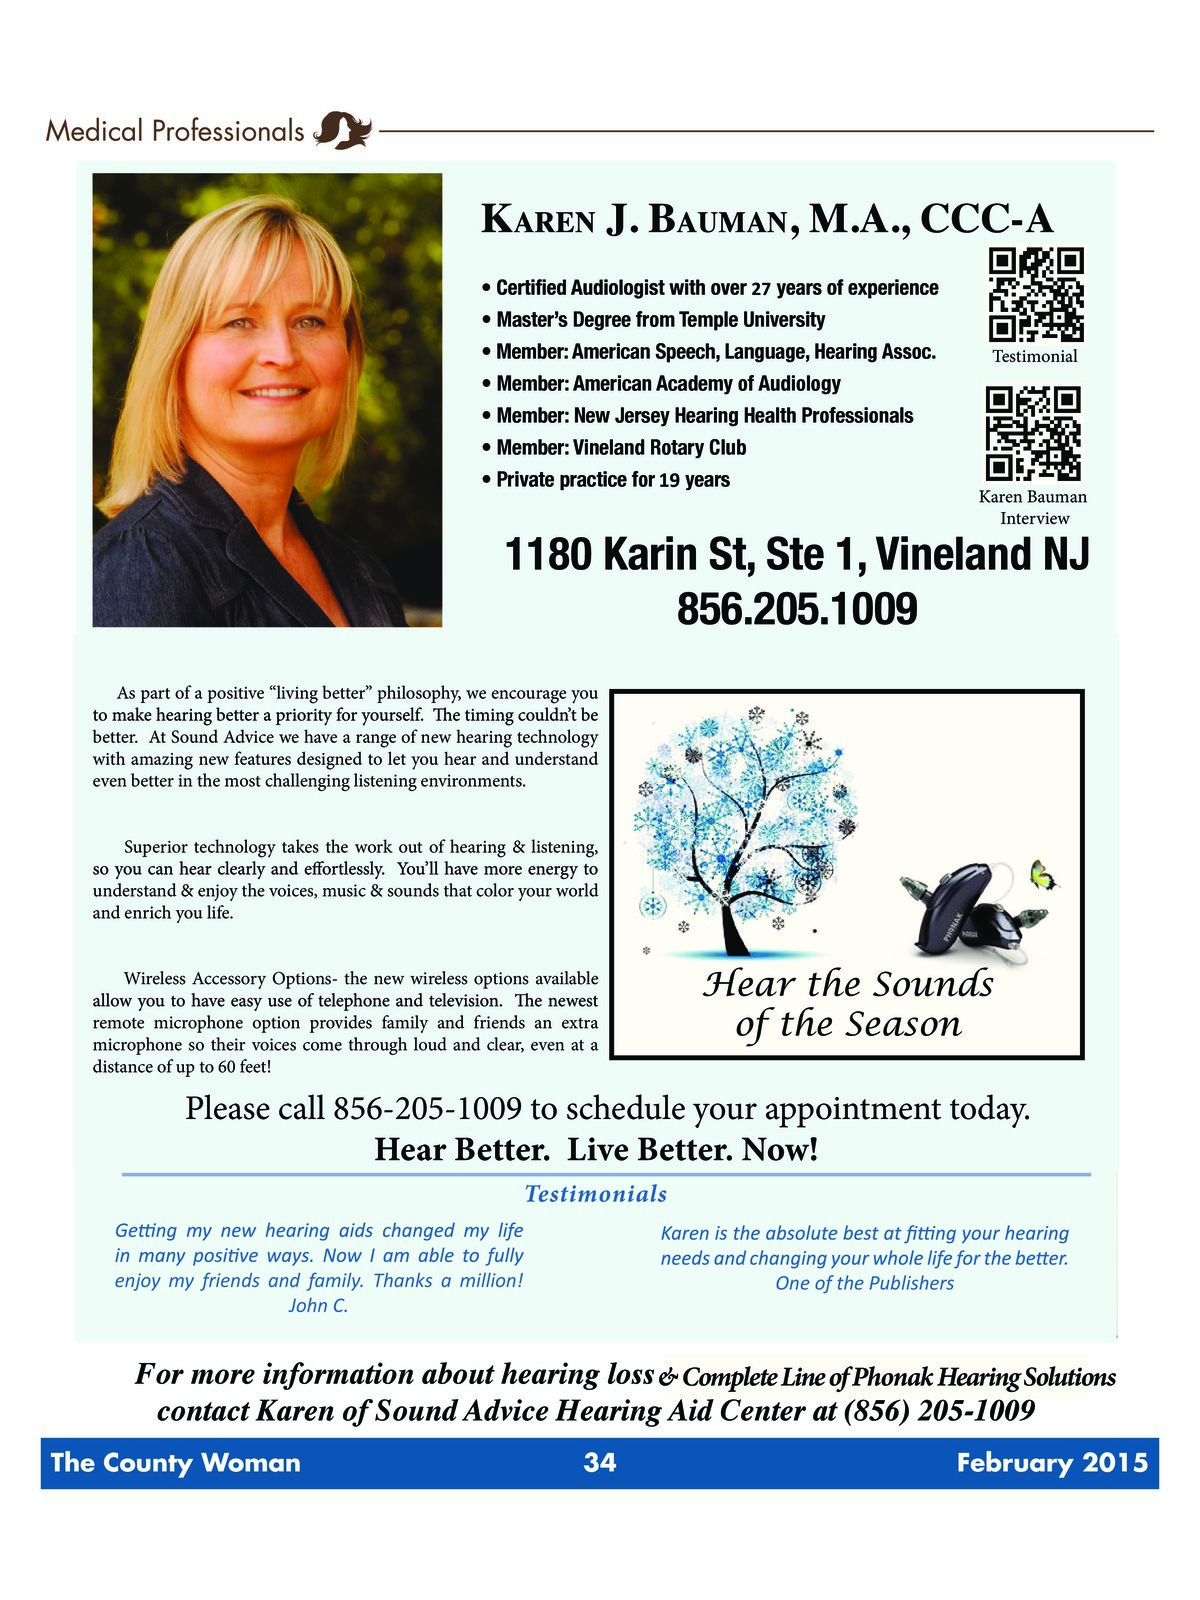 Medical Professionals
KAREN J. BAUMAN, M.A., CCC-A
• Certified Audiologist with over 27 years of experience
• Master's Degree from Temple University
• Member: American Speech, Language, Hearing Assoc.
• Member: American Academy of Audiology
• Member: New Jersey Hearing Health Professionals
• Member: Vineland Rotary Club
• Private practice for 19 years
Testimonial
Karen Bauman
Interview
1180 Karin St, Ste 1, Vineland NJ
856.205.1009
As part of a positive “living better” philosophy, we encourage you
to make hearing better a priority for yourself. The timing couldn't be
better. At Sound Advice we have a range of new hearing technology
with amazing new features designed to let you hear and understand
even better in the most challenging listening environments.
Superior technology takes the work out of hearing & listening,
so you can hear clearly and effortlessly. You'll have more energy to
understand & enjoy the voices, music & sounds that color your world
and enrich you life.
Wireless Accessory Options- the new wireless options available
allow you to have easy use of telephone and television. The newest
remote microphone option provides family and friends an extra
microphone so their voices come through loud and clear, even at a
distance of up to 60 feet!
PHONAK
PHONAK
Hear the Sounds
of the Season
Please call 856-205-1009 to schedule your appointment today.
Hear Better. Live Better. Now!
Testimonials
Getting my new hearing aids changed my life
in many positive ways. Now I am able to fully
enjoy my friends and family. Thanks a million!
John C.
Karen is the absolute best at fitting your hearing
needs and changing your whole life for the better.
One of the Publishers
For more information about hearing loss & Complete Line of Phonak Hearing Solutions
contact Karen of Sound Advice Hearing Aid Center at (856) 205-1009
The County Woman 34 February 2015